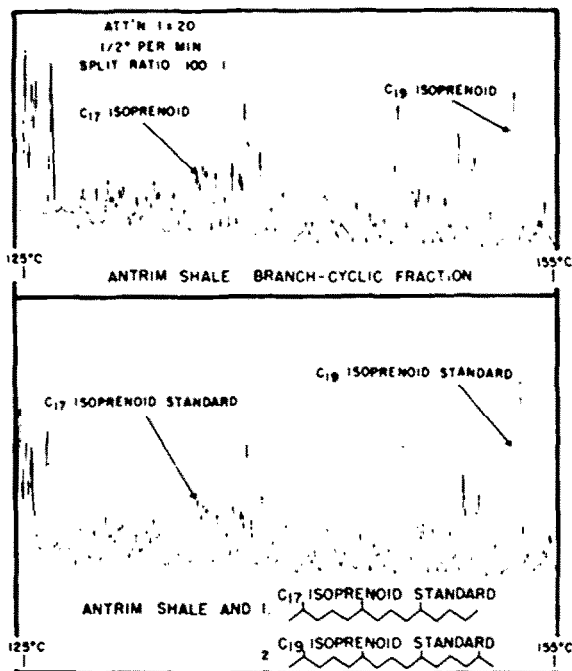 ATT'N 1×20
1/2° PER MIN
SPLIT RATIO 100 1
C19 ISOPRENOID
C17 ISOPRENOID
125°C
155°C
ANTRIM SHALE BRANCH-CYCLIC FRACTION
C19 ISOPRENOID STANDARD
C17 ISOPRENOID STANDARD
ANTRIM SHALE AND 1. C17 ISOPRENOID STANDARD
125°C
155°C
2 C19 ISOPRENOID STANDARD